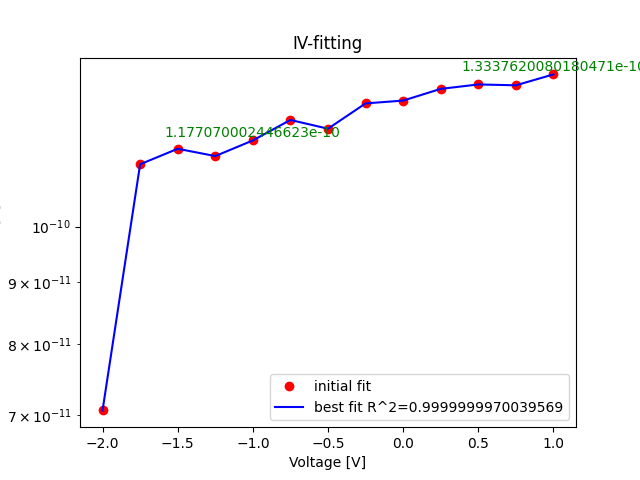 IV-fitting
1.3337620080180471e-10
1.177070002446623e-10
10⁻¹⁰
9 × 10⁻¹¹
8 × 10⁻¹¹
7 × 10⁻¹¹
initial fit
best fit R^2=0.9999999970039569
−2.0 −1.5 −1.0 −0.5 0.0 0.5 1.0
Voltage [V]